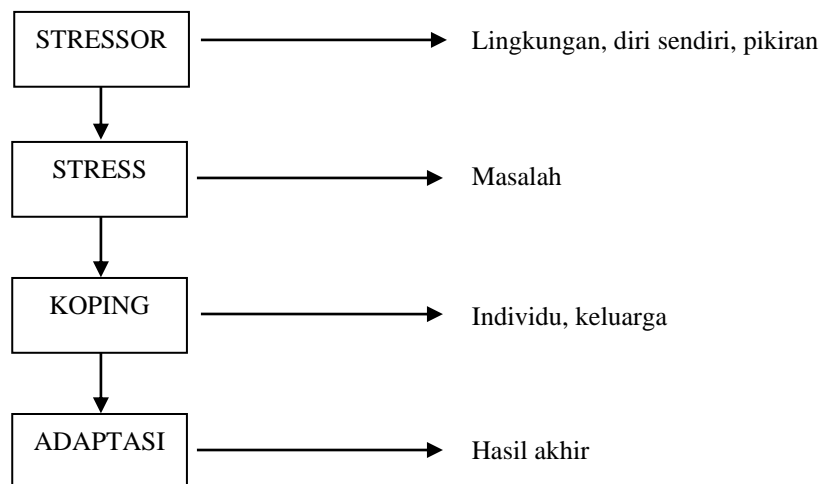 STRESSOR
Lingkungan, diri sendiri, pikiran
STRESS
Masalah
KOPING
Individu, keluarga
ADAPTASI
Hasil akhir